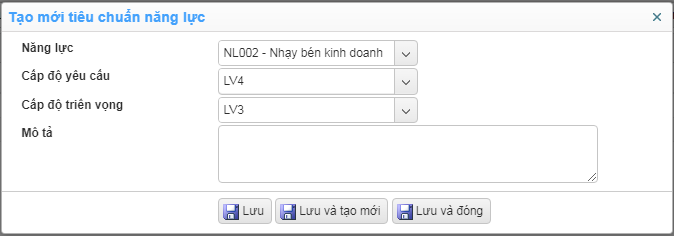 Tạo mới tiêu chuẩn năng lực
Năng lực
NL002 - Nhạy bén kinh doanh
Cấp độ yêu cầu
LV4
Cấp độ triển vọng
LV3
Mô tả
Lưu
Lưu và tạo mới
Lưu và đóng